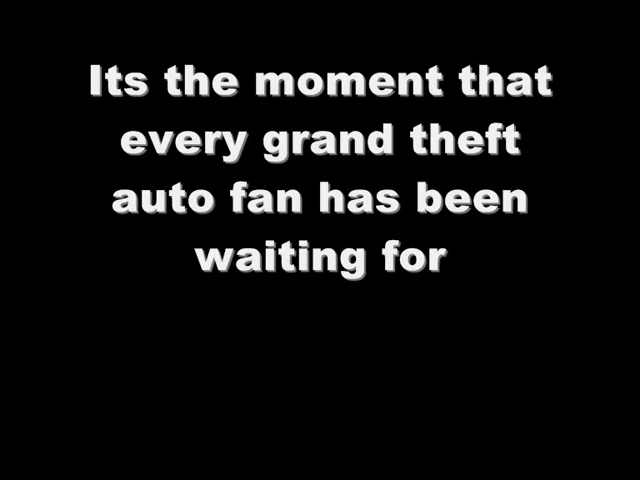 Its the moment that
every grand theft
auto fan has been
waiting for